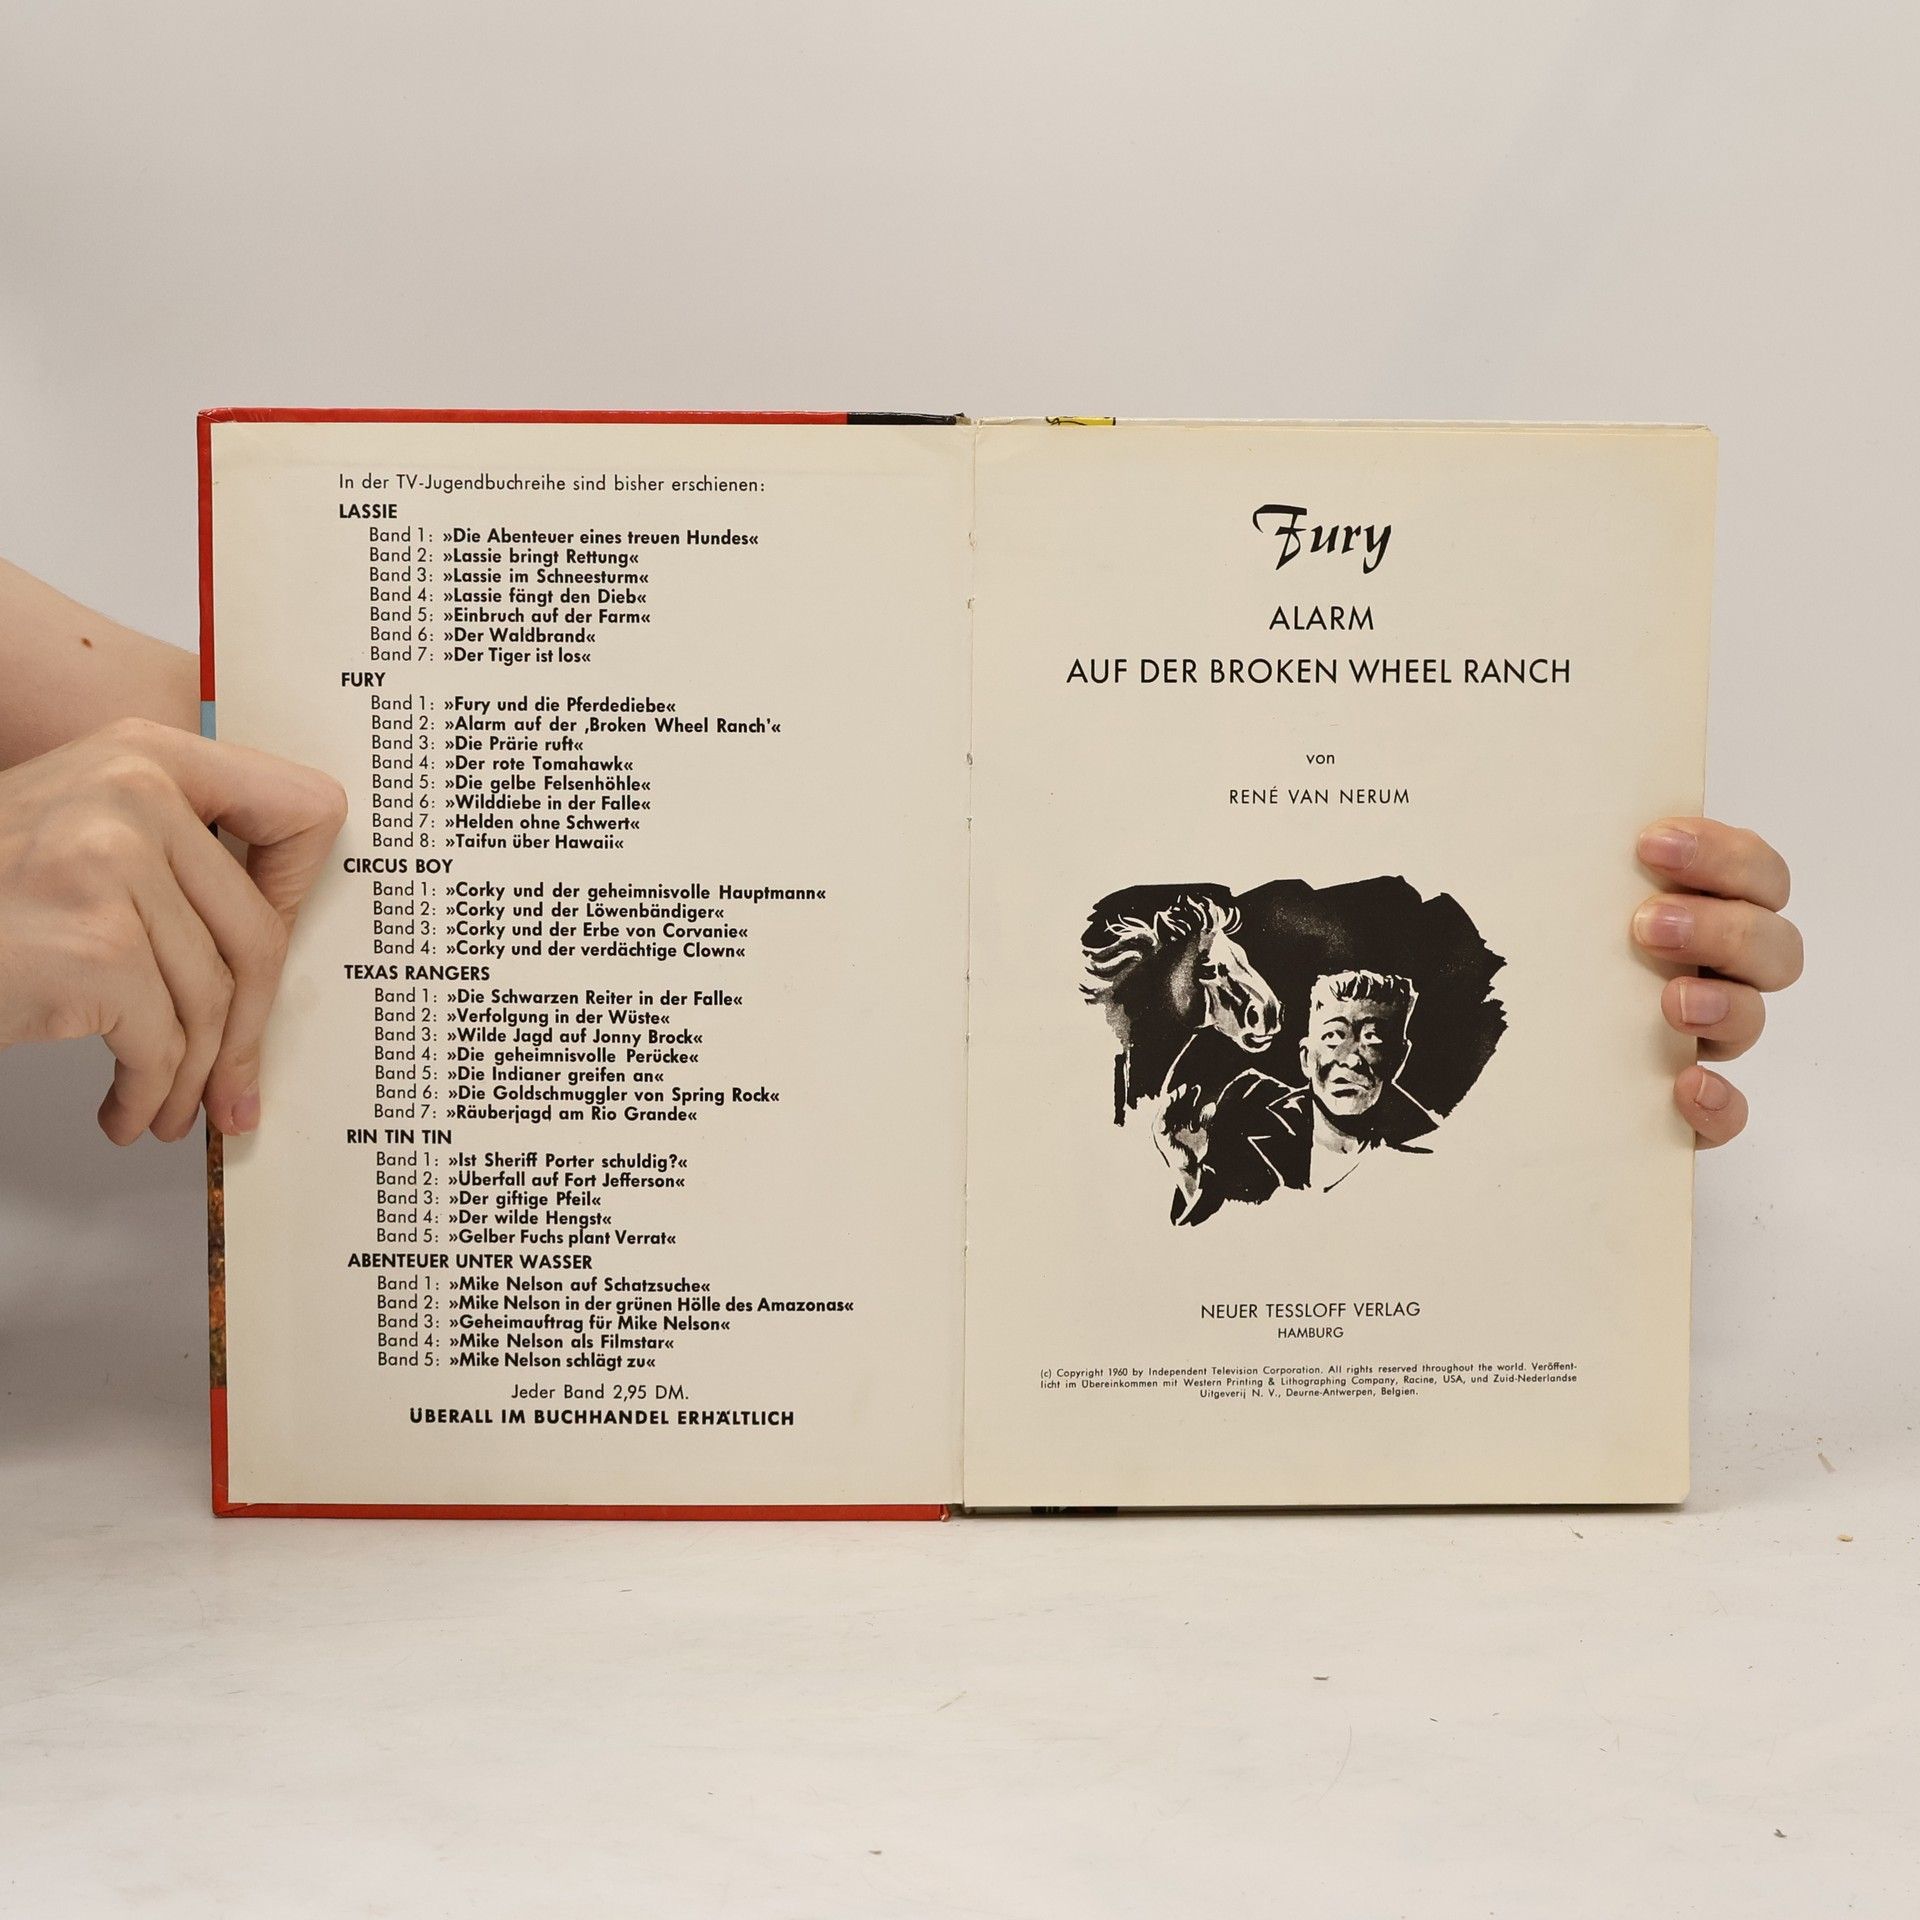 In der TV-Jugendbuchreihe sind bisher erschienen:
LASSIE
Band 1: »Die Abenteuer eines treuen Hundes«
Band 2: »Lassie bringt Rettung«
Band 3: »Lassie im Schneesturm«
Band 4: »Lassie fängt den Dieb«
Band 5: »Einbruch auf der Farm«
Band 6: »Der Waldbrand«
Band 7: »Der Tiger ist los«
FURY
Band 1: »Fury und die Pferdediebe«
Band 2: »Alarm auf der ‚Broken Wheel Ranch'«
Band 3: »Die Prärie ruft«
Band 4: »Der rote Tomahawk«
Band 5: »Die gelbe Felsenhöhle«
Band 6: »Wilddiebe in der Falle«
Band 7: »Helden ohne Schwert«
Band 8: »Taifun über Hawaii«
CIRCUS BOY
Band 1: »Corky und der geheimnisvolle Hauptmann«
Band 2: »Corky und der Löwenbändiger«
Band 3: »Corky und der Erbe von Corvanie«
Band 4: »Corky und der verdächtige Clown«
TEXAS RANGERS
Band 1: »Die Schwarzen Reiter in der Falle«
Band 2: »Verfolgung in der Wüste«
Band 3: »Wilde Jagd auf Jonny Brock«
Band 4: »Die geheimnisvolle Perücke«
Band 5: »Die Indianer greifen an«
Band 6: »Die Goldschmuggler von Spring Rock«
Band 7: »Räuberjagd am Rio Grande«
RIN TIN TIN
Band 1: »Ist Sheriff Porter schuldig?«
Band 2: »Überfall auf Fort Jefferson«
Band 3: »Der giftige Pfeil«
Band 4: »Der wilde Hengst«
Band 5: »Gelber Fuchs plant Verrat«
ABENTEUER UNTER WASSER
Band 1: »Mike Nelson auf Schatzsuche«
Band 2: »Mike Nelson in der grünen Hölle des Amazonas«
Band 3: »Geheimauftrag für Mike Nelson«
Band 4: »Mike Nelson als Filmstar«
Band 5: »Mike Nelson schlägt zu«
Jeder Band 2,95 DM.
ÜBERALL IM BUCHHANDEL ERHÄLTLICH
Fury
ALARM
AUF DER BROKEN WHEEL RANCH
von
RENÉ VAN NERUM
NEUER TESSLOFF VERLAG
HAMBURG
(c) Copyright 1960 by Independent Television Corporation. All rights reserved throughout the world. Veröffent-
licht im Übereinkommen mit Western Printing & Lithographing Company, Racine, USA, und Zuid-Nederlandse
Uitgeverij N. V., Deurne-Antwerpen, Belgien.